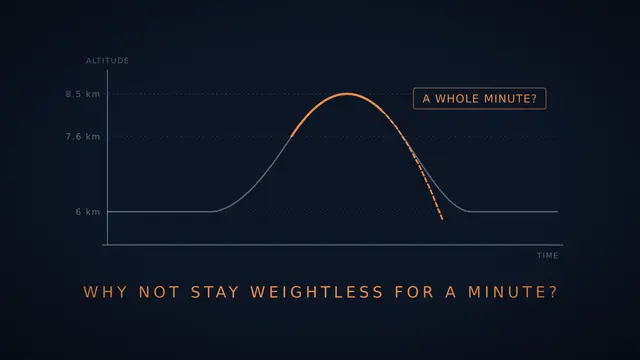 ALTITUDE
8.5 km
A WHOLE MINUTE?
7.6 km
6 km
TIME
WHY NOT STAY WEIGHTLESS FOR A MINUTE?